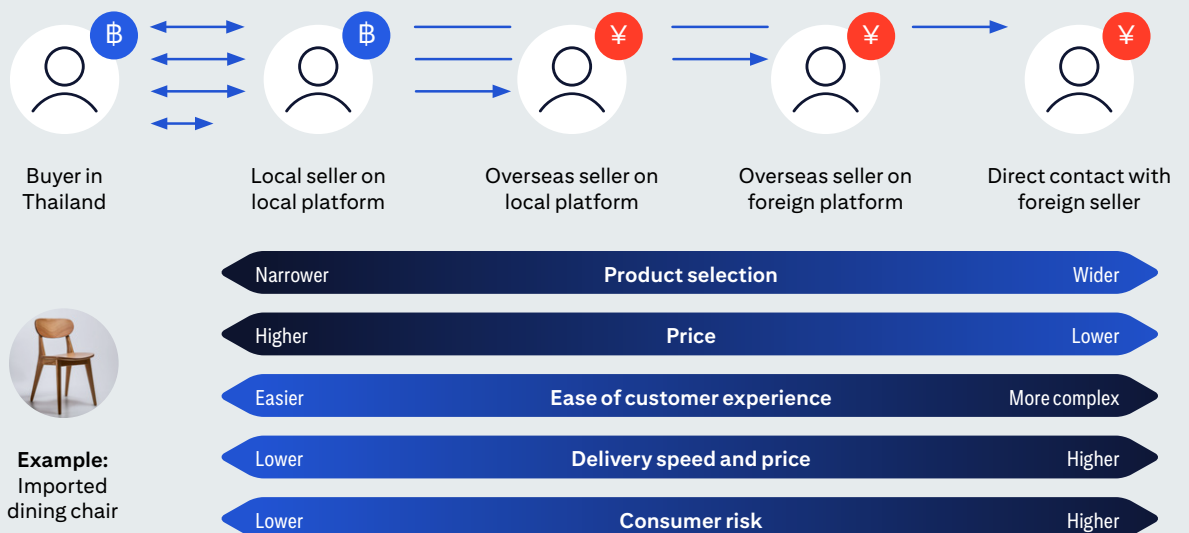 ฿
฿
¥
¥
¥
Buyer in
Thailand
Local seller on
local platform
Overseas seller on
local platform
Overseas seller on
foreign platform
Direct contact with
foreign seller
Narrower Product selection Wider
Higher Price Lower
Easier Ease of customer experience More complex
Lower Delivery speed and price Higher
Example:
Imported
dining chair
Lower Consumer risk Higher